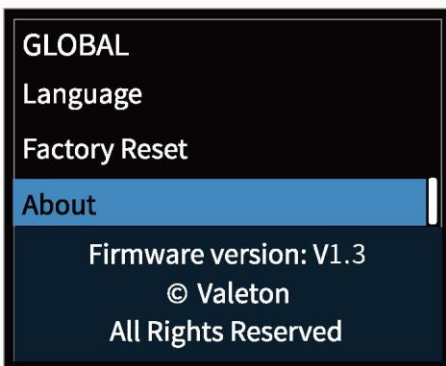 GLOBAL
Language
Factory Reset
About
Firmware version: V1.3
© Valeton
All Rights Reserved